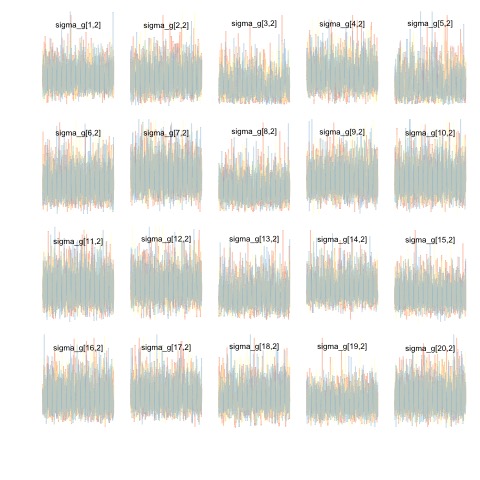 sigma_g[1,2]
sigma_g[2,2]
sigma_g[3,2]
sigma_g[4,2]
sigma_g[5,2]
sigma_g[6,2]
sigma_g[7,2]
sigma_g[8,2]
sigma_g[9,2]
sigma_g[10,2]
sigma_g[11,2]
sigma_g[12,2]
sigma_g[13,2]
sigma_g[14,2]
sigma_g[15,2]
sigma_g[16,2]
sigma_g[17,2]
sigma_g[18,2]
sigma_g[19,2]
sigma_g[20,2]